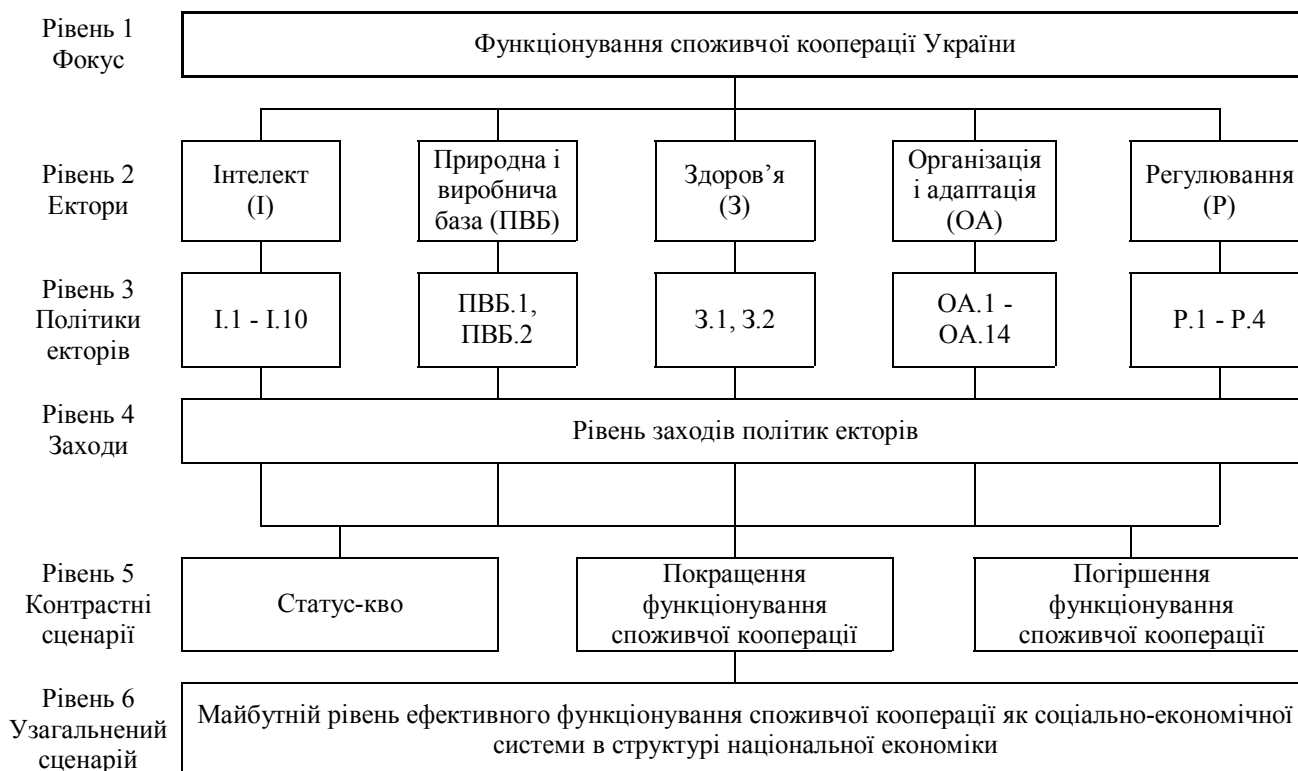 Рівень 1
Фокус
Функціонування споживчої кооперації України
Рівень 2
Ектори
Інтелект
(І)
Природна і
виробнича
база (ПВБ)
Здоров’я
(З)
Організація
і адаптація
(ОА)
Регулювання
(Р)
Рівень 3
Політики
екторів
І.1 - І.10
ПВБ.1,
ПВБ.2
З.1, З.2
ОА.1 -
ОА.14
Р.1 - Р.4
Рівень 4
Заходи
Рівень заходів політик екторів
Рівень 5
Контрастні
сценарії
Статус-кво
Покращення
функціонування
споживчої кооперації
Погіршення
функціонування
споживчої кооперації
Рівень 6
Узагальнений
сценарій
Майбутній рівень ефективного функціонування споживчої кооперації як соціально-економічної
системи в структурі національної економіки